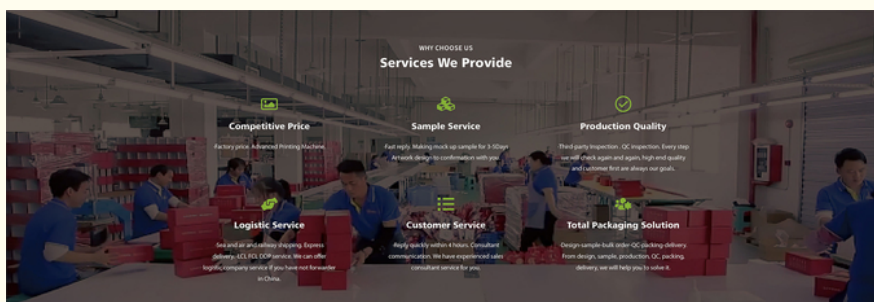 WHY CHOOSE US
Services We Provide
Competitive Price
Factory price. Advanced Printing Machine.
Sample Service
Fast reply. Making mock up sample for 3-5Days
Artwork design to confirmation with you.
Production Quality
Third-party Inspection. QC inspection. Every step
we will check again and again, high end quality
and customer first are always our goals.
Logistic Service
Sea and air and railway shipping. Express
delivery. LCL FCL DDP service. We can offer
logistic company service if you have not forwarder
in China.
Customer Service
Reply quickly within 4 hours. Consultant
communication. We have experienced sales
consultant service for you.
Total Packaging Solution
Design-sample-bulk order-QC-packing-delivery
From design, sample, production, QC, packing,
delivery, we will help you to solve it.